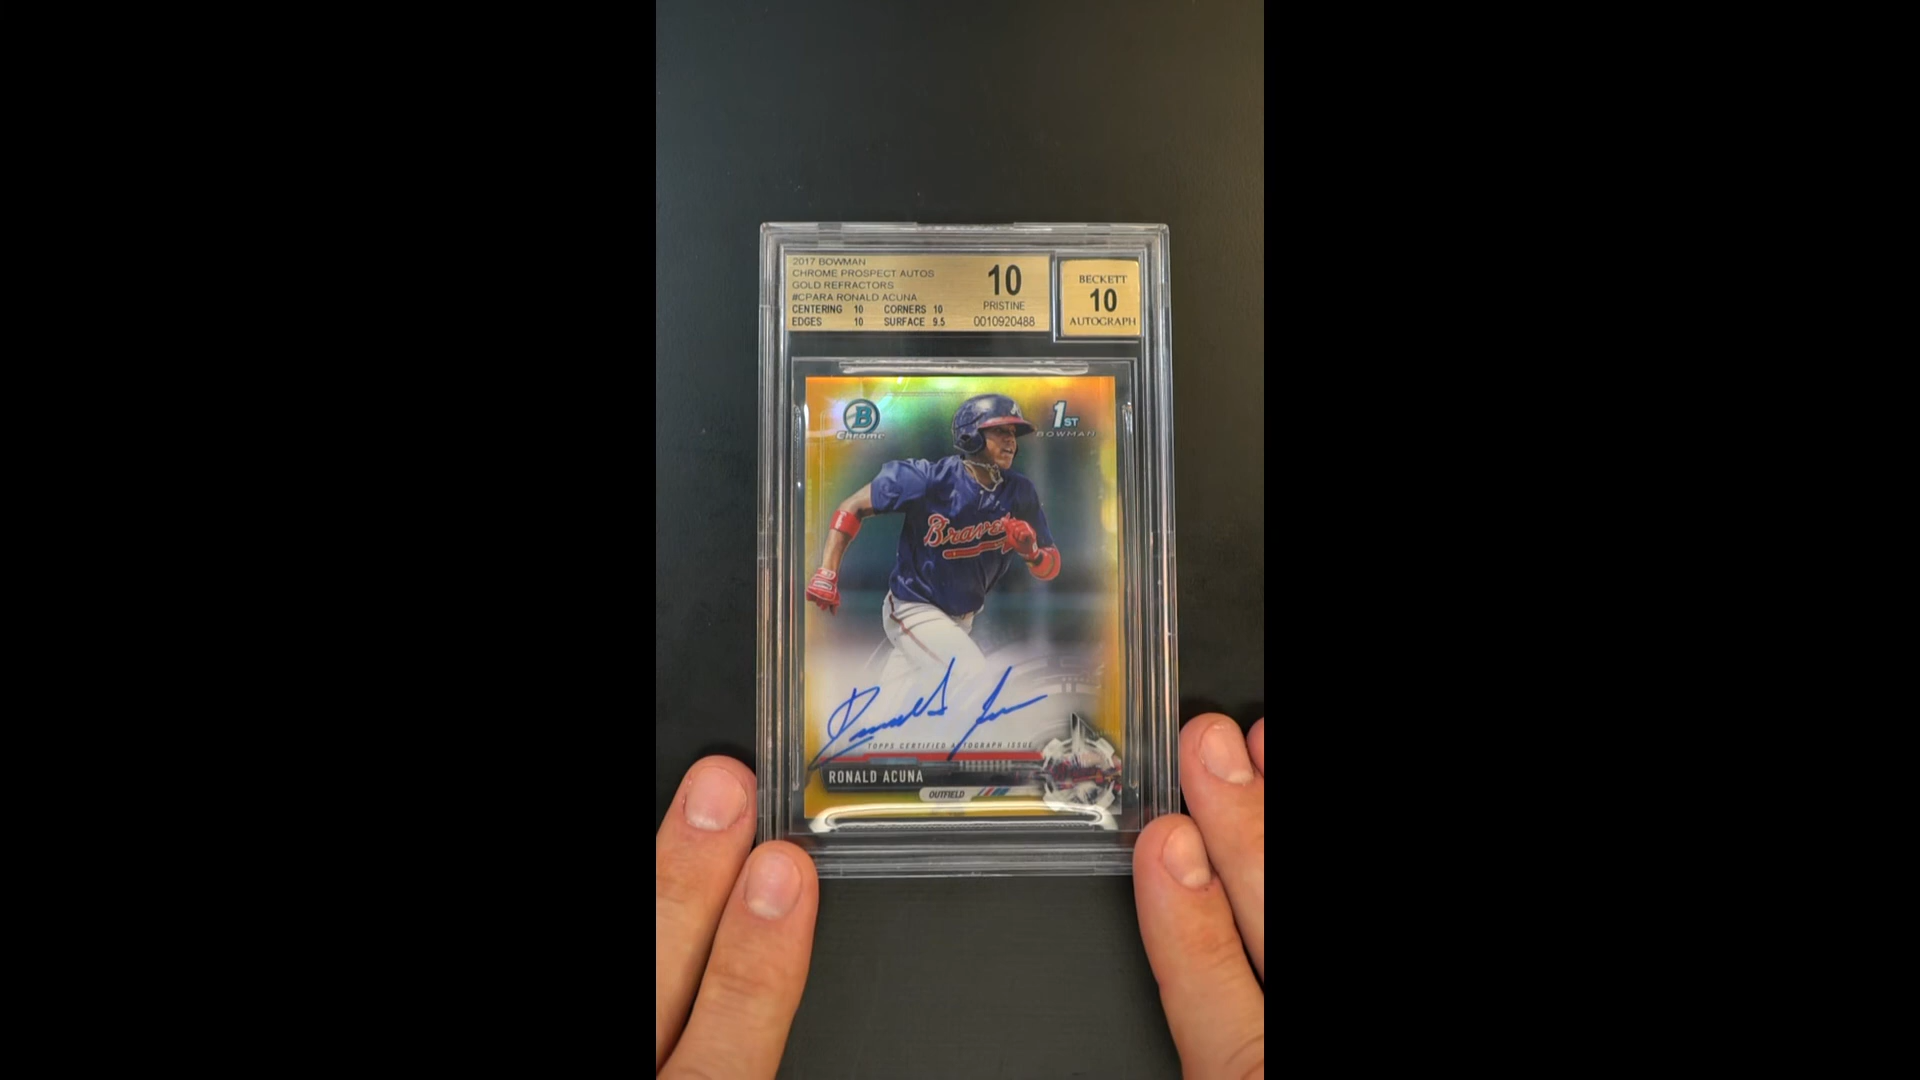 2017 BOWMAN
CHROME PROSPECT AUTOS
GOLD REFRACTORS
#CPARA RONALD ACUNA
CENTERING 10 CORNERS 10
EDGES 10 SURFACE 9.5
10
PRISTINE
0010920488
BECKETT
10
AUTOGRAPH
B
Chrome
1ST
BOWMAN
Braves
TOPPS CERTIFIED AUTOGRAPH ISSUE
RONALD ACUNA
OUTFIELD